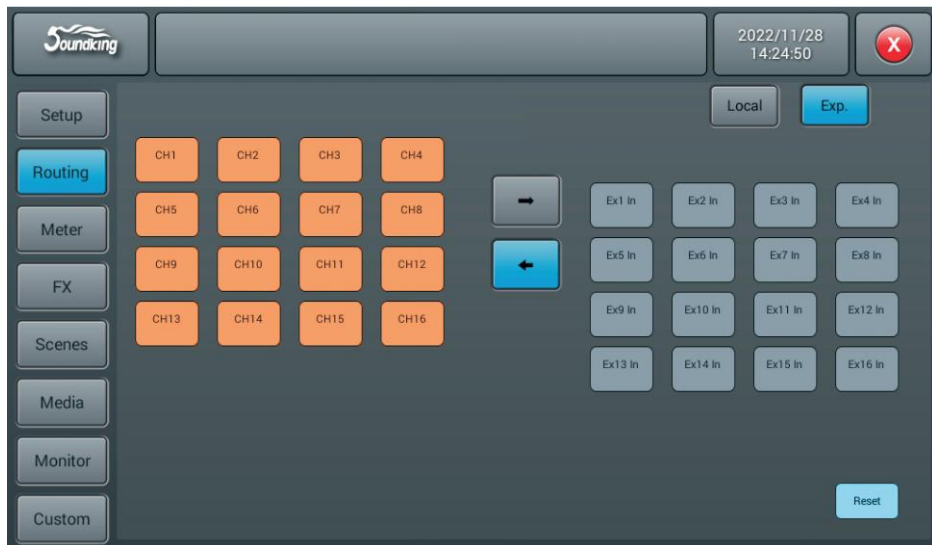 Soundking
2022/11/28
14:24:50
X
Local
Exp.
Setup
Routing
Meter
FX
Scenes
Media
Monitor
Custom
CH1 CH2 CH3 CH4
CH5 CH6 CH7 CH8
CH9 CH10 CH11 CH12
CH13 CH14 CH15 CH16
➞
←
Ex1 In Ex2 In Ex3 In Ex4 In
Ex5 In Ex6 In Ex7 In Ex8 In
Ex9 In Ex10 In Ex11 In Ex12 In
Ex13 In Ex14 In Ex15 In Ex16 In
Reset